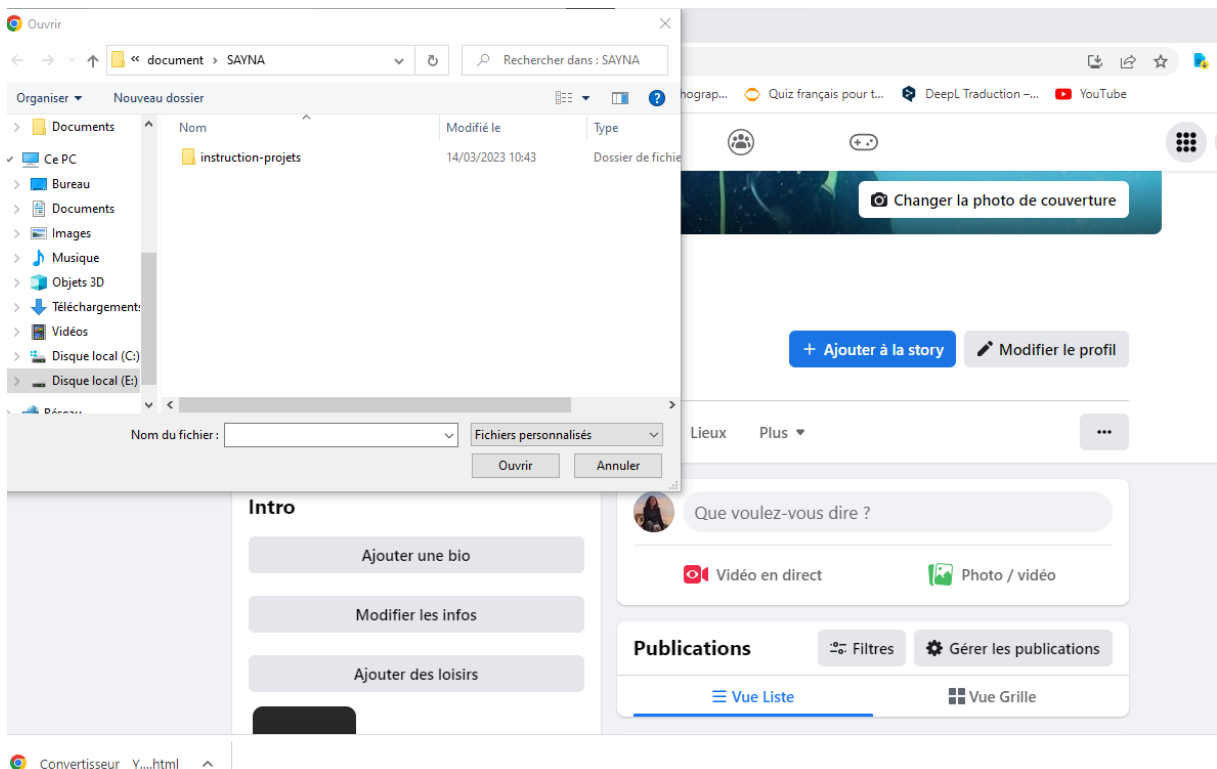 Ouvrir
« document › SAYNA
Rechercher dans : SAYNA
Organiser
Nouveau dossier
Nom
Modifié le
Type
Documents
Ce PC
Bureau
Documents
Images
Musique
Objets 3D
Téléchargement
Vidéos
Disque local (C:)
Disque local (E:)
Réseau
instruction-projets
14/03/2023 10:43
Dossier de fichie
Nom du fichier :
Fichiers personnalisés
Ouvrir
Annuler
hograp...
Quiz français pour t...
DeepL Traduction –...
YouTube
Changer la photo de couverture
+ Ajouter à la story
Modifier le profil
Lieux
Plus
...
Intro
Ajouter une bio
Modifier les infos
Ajouter des loisirs
Que voulez-vous dire ?
Vidéo en direct
Photo / vidéo
Publications
Filtres
Gérer les publications
Vue Liste
Vue Grille
Convertisseur Y....html